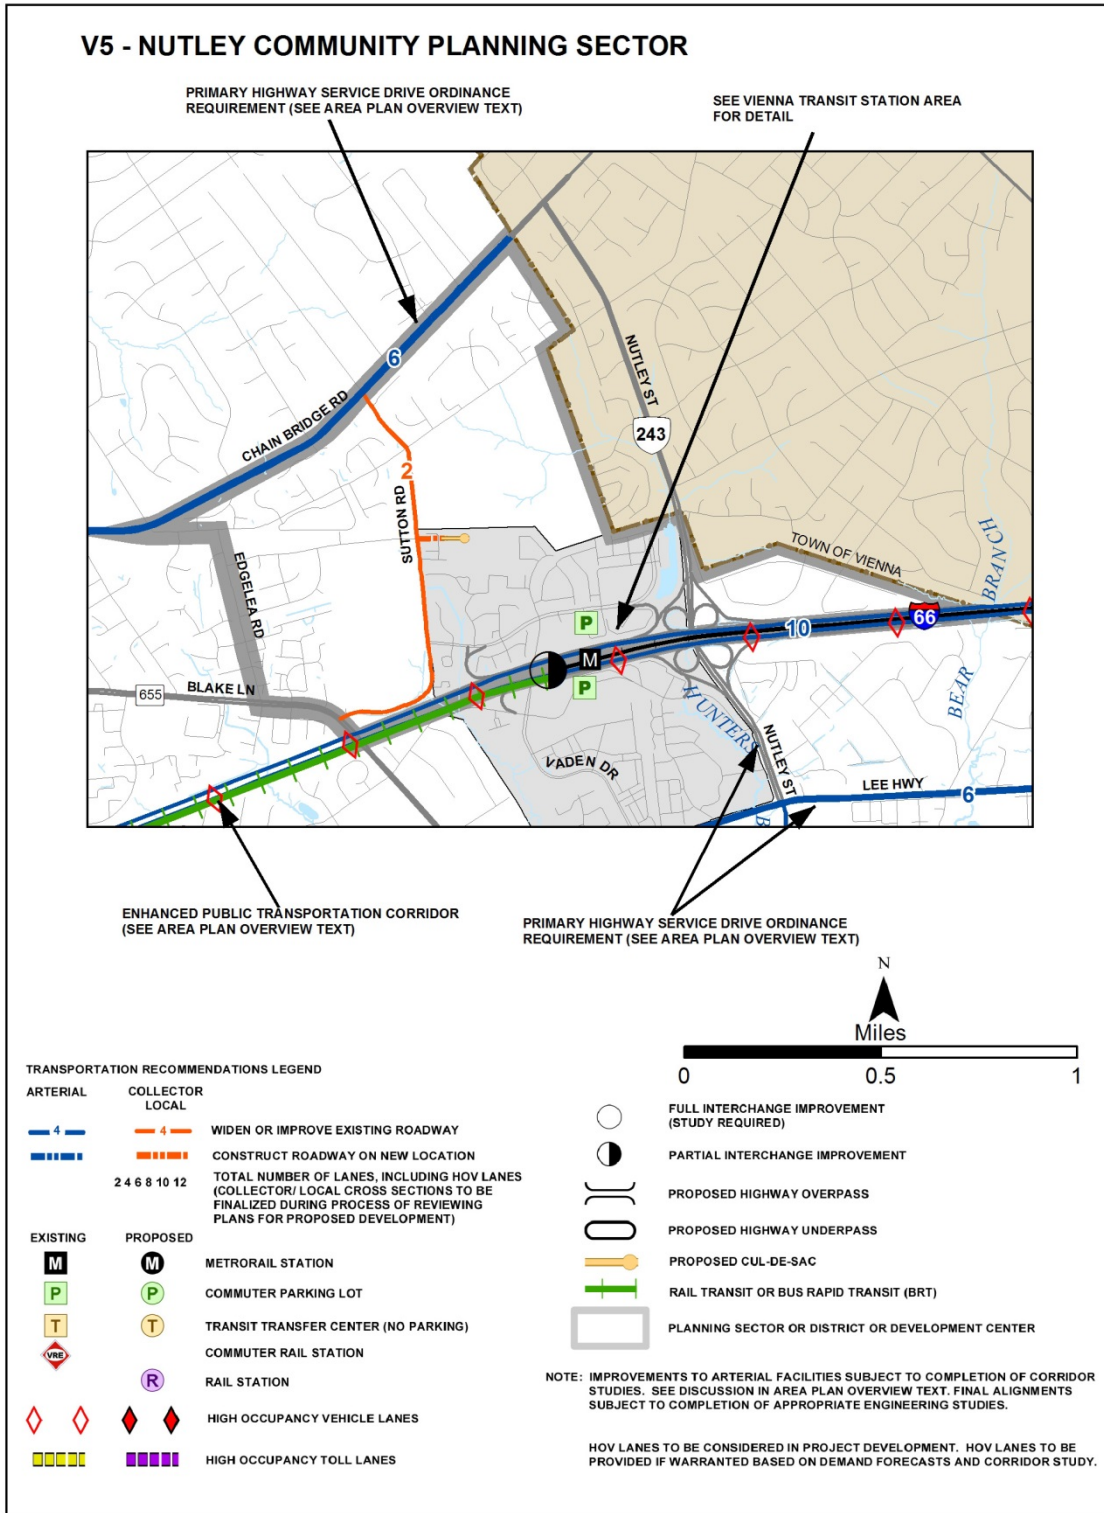 V5 - NUTLEY COMMUNITY PLANNING SECTOR
PRIMARY HIGHWAY SERVICE DRIVE ORDINANCE
REQUIREMENT (SEE AREA PLAN OVERVIEW TEXT)
SEE VIENNA TRANSIT STATION AREA
FOR DETAIL
6
CHAIN BRIDGE RD
NUTLEY ST
243
2
SUTTON RD
EDGELEA RD
TOWN OF VIENNA
BRANCH
66
10
P
M
P
BLAKE LN
655
HUNTERS
BEAR
VADEN DR
NUTLEY ST
LEE HWY
6
B
ENHANCED PUBLIC TRANSPORTATION CORRIDOR
(SEE AREA PLAN OVERVIEW TEXT)
PRIMARY HIGHWAY SERVICE DRIVE ORDINANCE
REQUIREMENT (SEE AREA PLAN OVERVIEW TEXT)
N
Miles
0 0.5 1
TRANSPORTATION RECOMMENDATIONS LEGEND
ARTERIAL COLLECTOR
LOCAL
4 4 WIDEN OR IMPROVE EXISTING ROADWAY
CONSTRUCT ROADWAY ON NEW LOCATION
2 4 6 8 10 12 TOTAL NUMBER OF LANES, INCLUDING HOV LANES
(COLLECTOR/ LOCAL CROSS SECTIONS TO BE
FINALIZED DURING PROCESS OF REVIEWING
PLANS FOR PROPOSED DEVELOPMENT)
EXISTING PROPOSED
M M METRORAIL STATION
P P COMMUTER PARKING LOT
T T TRANSIT TRANSFER CENTER (NO PARKING)
VRE COMMUTER RAIL STATION
R RAIL STATION
HIGH OCCUPANCY VEHICLE LANES
HIGH OCCUPANCY TOLL LANES
FULL INTERCHANGE IMPROVEMENT
(STUDY REQUIRED)
PARTIAL INTERCHANGE IMPROVEMENT
PROPOSED HIGHWAY OVERPASS
PROPOSED HIGHWAY UNDERPASS
PROPOSED CUL-DE-SAC
RAIL TRANSIT OR BUS RAPID TRANSIT (BRT)
PLANNING SECTOR OR DISTRICT OR DEVELOPMENT CENTER
NOTE: IMPROVEMENTS TO ARTERIAL FACILITIES SUBJECT TO COMPLETION OF CORRIDOR
STUDIES. SEE DISCUSSION IN AREA PLAN OVERVIEW TEXT. FINAL ALIGNMENTS
SUBJECT TO COMPLETION OF APPROPRIATE ENGINEERING STUDIES.
HOV LANES TO BE CONSIDERED IN PROJECT DEVELOPMENT. HOV LANES TO BE
PROVIDED IF WARRANTED BASED ON DEMAND FORECASTS AND CORRIDOR STUDY.